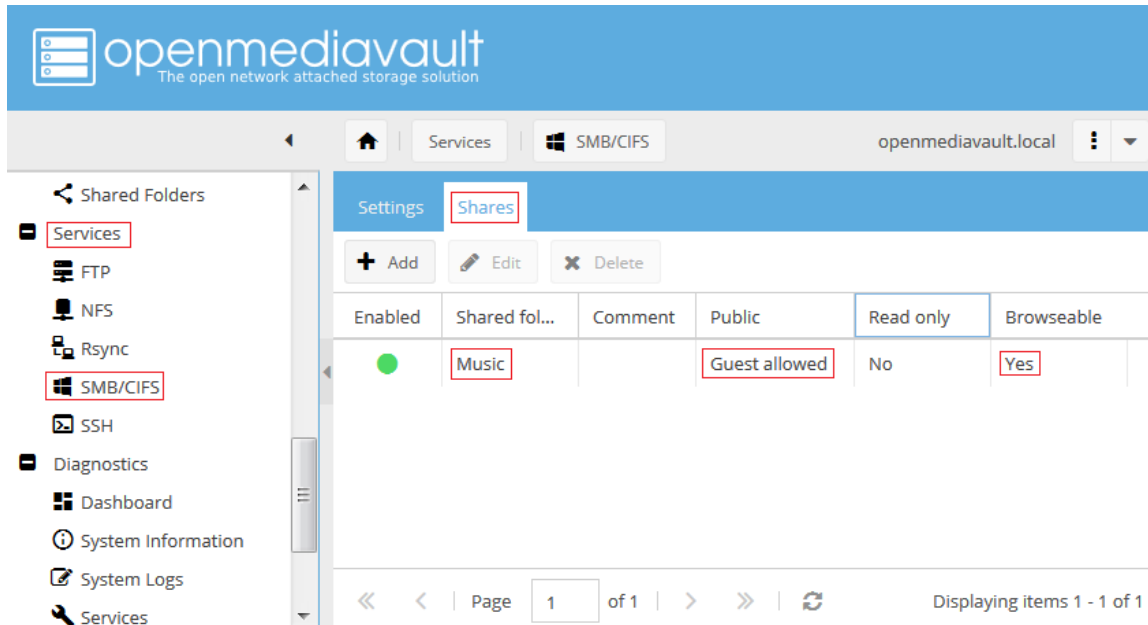 openmediavault
The open network attached storage solution
Services
SMB/CIFS
openmediavault.local
Shared Folders
Services
FTP
NFS
Rsync
SMB/CIFS
SSH
Diagnostics
Dashboard
System Information
System Logs
Services
Settings
Shares
Add
Edit
Delete
Enabled Shared fol... Comment Public Read only Browseable
Music Guest allowed No Yes
Page 1 of 1
Displaying items 1 - 1 of 1